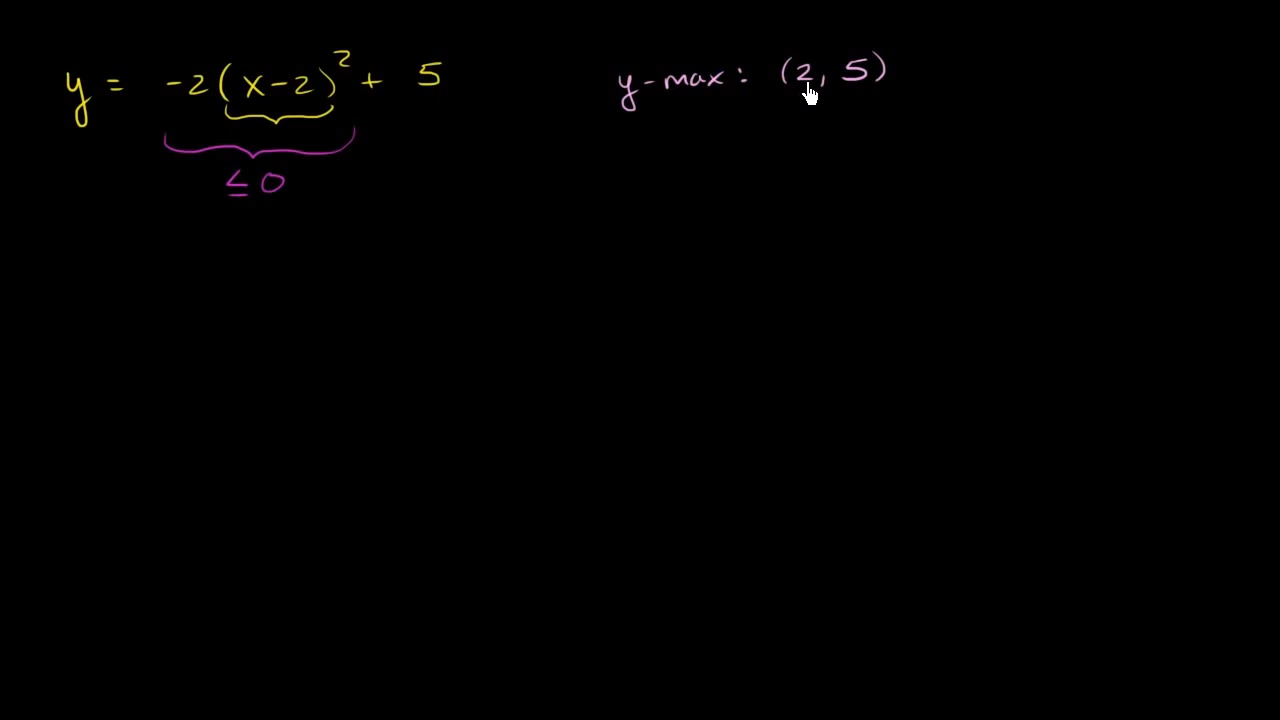 y = -2(x-2)² + 5
y-max: (2, 5)
≤ 0